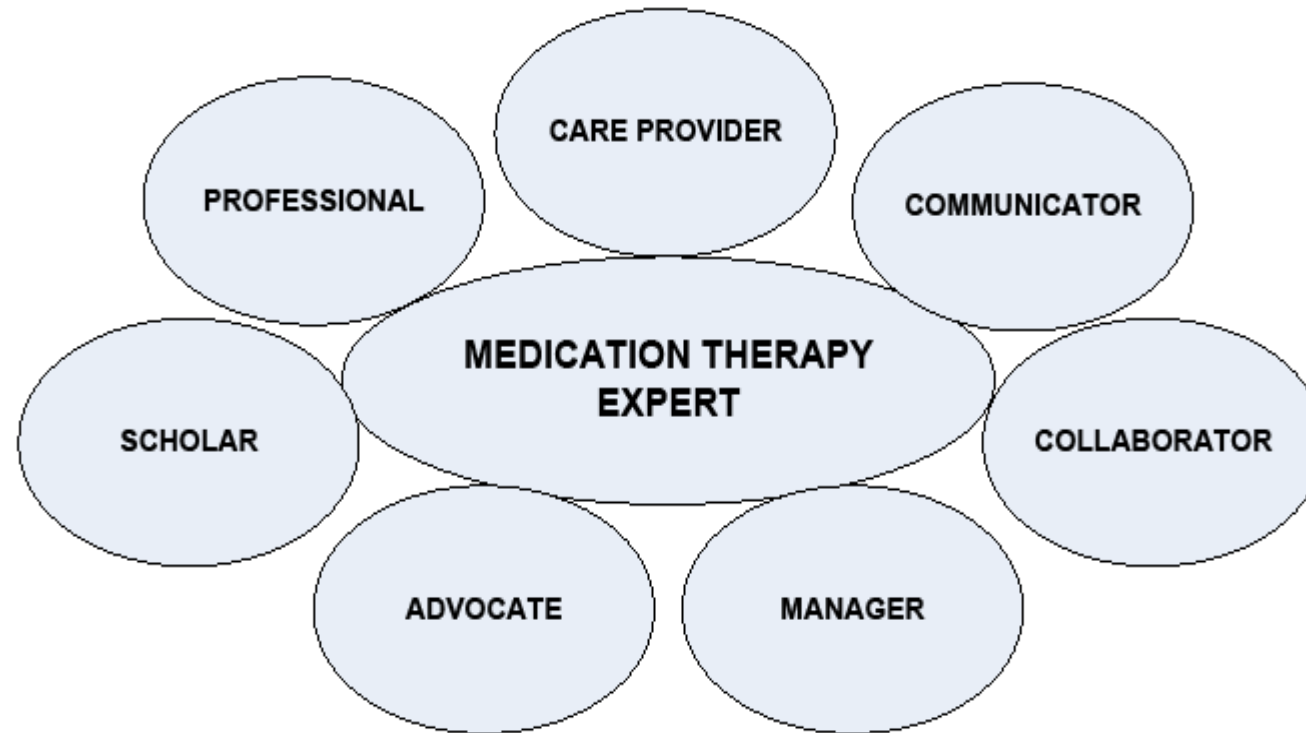 CARE PROVIDER
PROFESSIONAL
COMMUNICATOR
MEDICATION THERAPY
EXPERT
SCHOLAR
COLLABORATOR
ADVOCATE
MANAGER